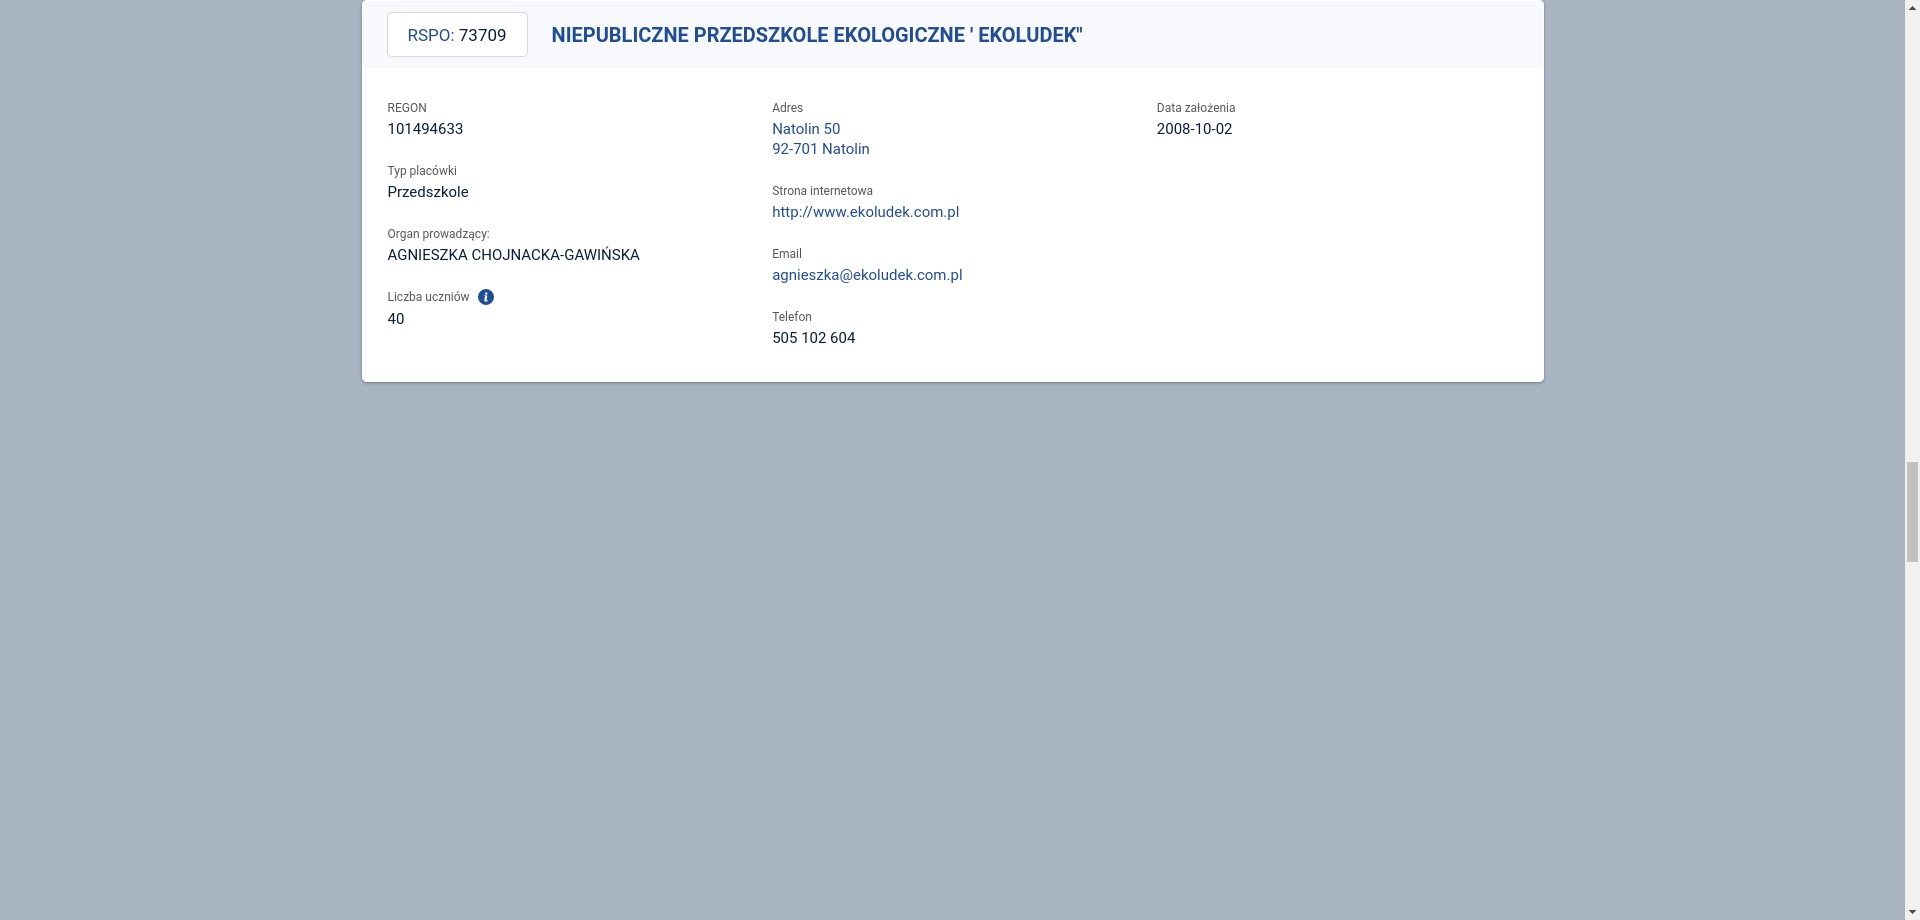 RSPO: 73709
NIEPUBLICZNE PRZEDSZKOLE EKOLOGICZNE ' EKOLUDEK"
REGON
101494633
Typ placówki
Przedszkole
Organ prowadzący:
AGNIESZKA CHOJNACKA-GAWIŃSKA
Liczba uczniów
40
Adres
Natolin 50
92-701 Natolin
Strona internetowa
http://www.ekoludek.com.pl
Email
agnieszka@ekoludek.com.pl
Telefon
505 102 604
Data założenia
2008-10-02